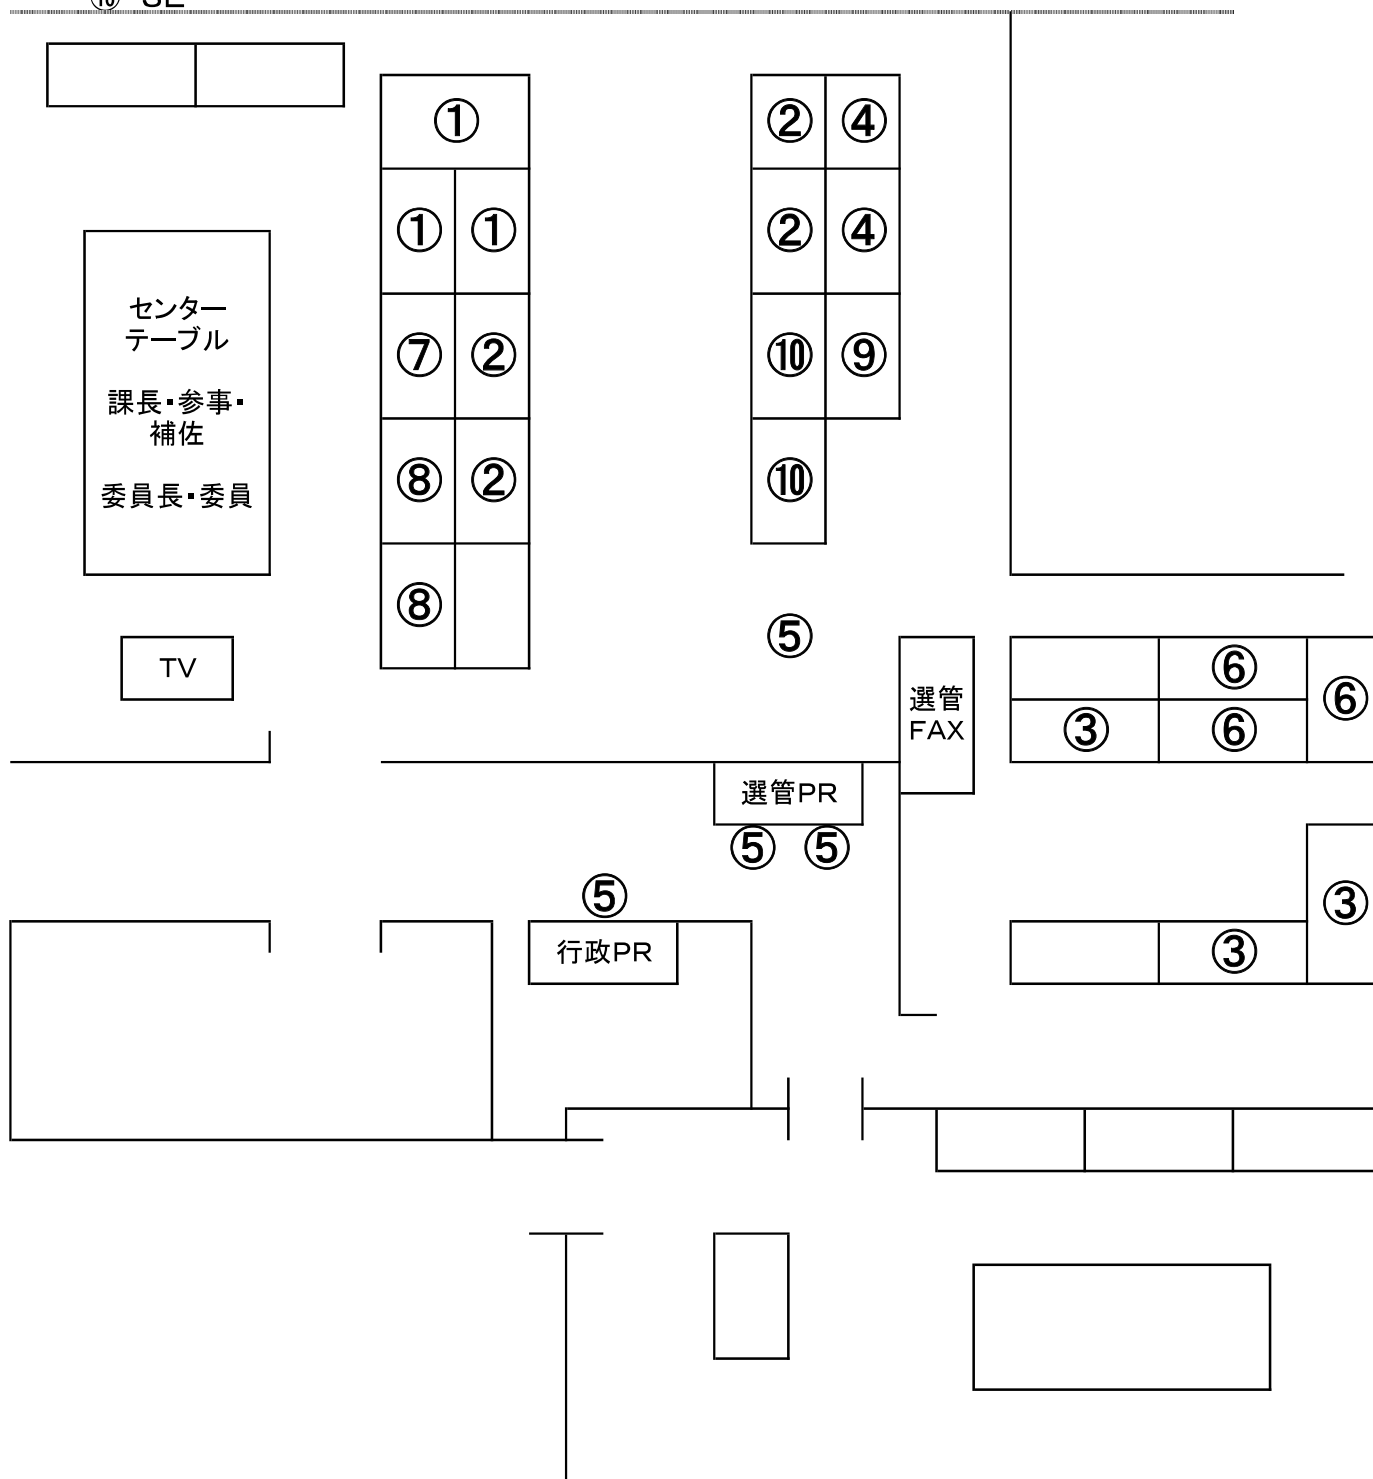 ①
② ④
① ①
② ④
センター
テーブル
⑦ ②
⑩ ⑨
課長・参事・
補佐
⑧ ②
⑩
委員長・委員
⑧
⑤
TV
⑥
選管
FAX
⑥
③ ⑥
選管PR
⑤ ⑤
⑤
③
行政PR
③